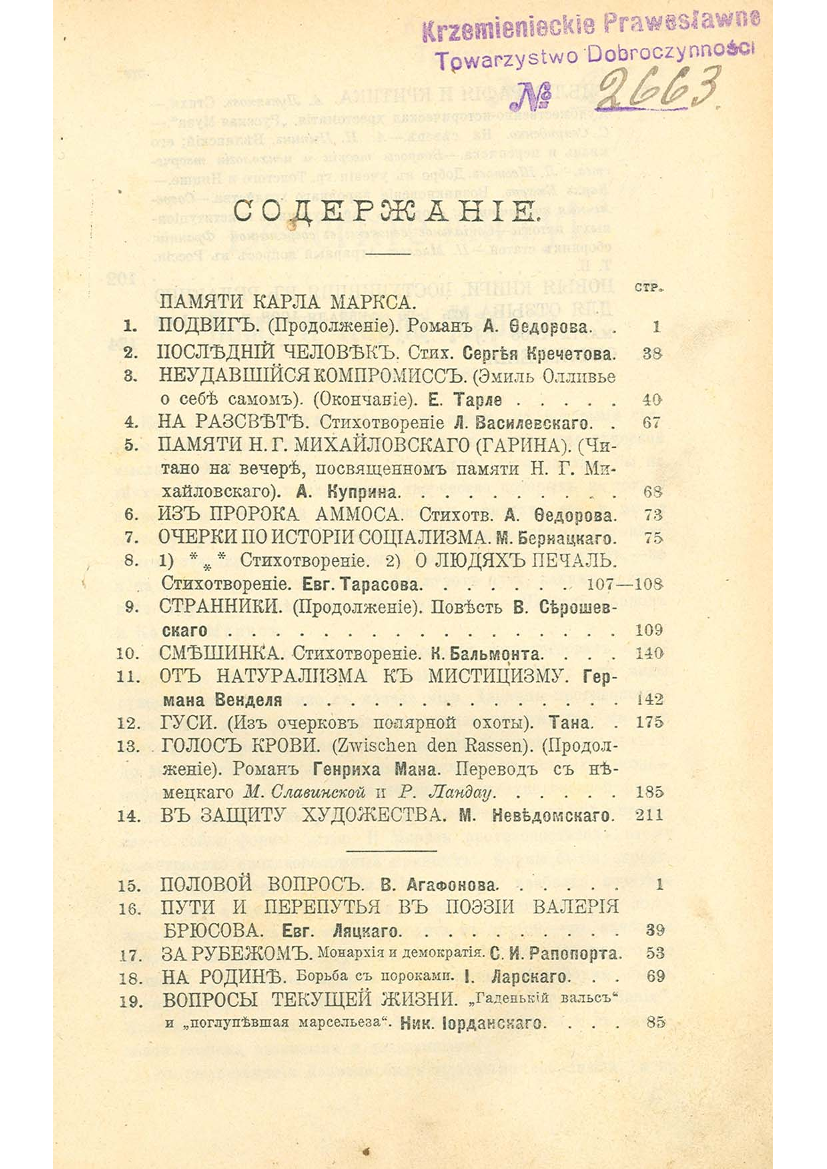 Krzemienieckie Prawosławne
Towarzystwo Dobroczynności
№ 2663.
СОДЕРЖАНІЕ.
СТР.
ПАМЯТИ КАРЛА МАРКСА.
1. ПОДВИГЪ. (Продолженіе). Романъ А. Ѳедорова. . 1
2. ПОСЛѢДНІЙ ЧЕЛОВѢКЪ. Стих. Сергѣя Кречетова. 38
3. НЕУДАВШІЙСЯ КОМПРОМИССЪ. (Эмиль Олливье
о себѣ самомъ). (Окончаніе). Е. Тарле . . . . . 40
4. НА РАЗСВѢТѢ. Стихотвореніе Л. Василевскаго. . 67
5. ПАМЯТИ Н. Г. МИХАЙЛОВСКАГО (ГАРИНА). (Чи-
тано на вечерѣ, посвященномъ памяти Н. Г. Ми-
хайловскаго). А. Куприна. . . . . . . . . . 68
6. ИЗЪ ПРОРОКА АММОСА. Стихотв. А. Ѳедорова. 73
7. ОЧЕРКИ ПО ИСТОРІИ СОЦІАЛИЗМА. М. Бернацкаго. 75
8. 1) *⁎* Стихотвореніе. 2) О ЛЮДЯХЪ ПЕЧАЛЬ.
Стихотвореніе. Евг. Тарасова. . . . . . . 107—108
9. СТРАННИКИ. (Продолженіе). Повѣсть В. Сѣрошев-
скаго . . . . . . . . . . . . . . . 109
10. СМѢШИНКА. Стихотвореніе. К. Бальмонта. . . . 140
11. ОТЪ НАТУРАЛИЗМА КЪ МИСТИЦИЗМУ. Гер-
мана Венделя . . . . . . . . . . . . . 142
12. ГУСИ. (Изъ очерковъ полярной охоты). Тана. . 175
13. ГОЛОСЪ КРОВИ. (Zwischen den Rassen). (Продол-
женіе). Романъ Генриха Мана. Переводъ съ нѣ-
мецкаго М. Славинской и Р. Ландау. . . . . . 185
14. ВЪ ЗАЩИТУ ХУДОЖЕСТВА. М. Невѣдомскаго. 211
15. ПОЛОВОЙ ВОПРОСЪ. В. Агафонова. . . . . . 1
16. ПУТИ И ПЕРЕПУТЬЯ ВЪ ПОЭЗІИ ВАЛЕРІЯ
БРЮСОВА. Евг. Ляцкаго. . . . . . . . . . 39
17. ЗА РУБЕЖОМЪ. Монархія и демократія. С. И. Рапопорта. 53
18. НА РОДИНѢ. Борьба съ пороками. І. Ларскаго. . . 69
19. ВОПРОСЫ ТЕКУЩЕЙ ЖИЗНИ. „Гаденькій вальсъ“
и „поглупѣвшая марсельеза“. Ник. Іорданскаго. . . . 85